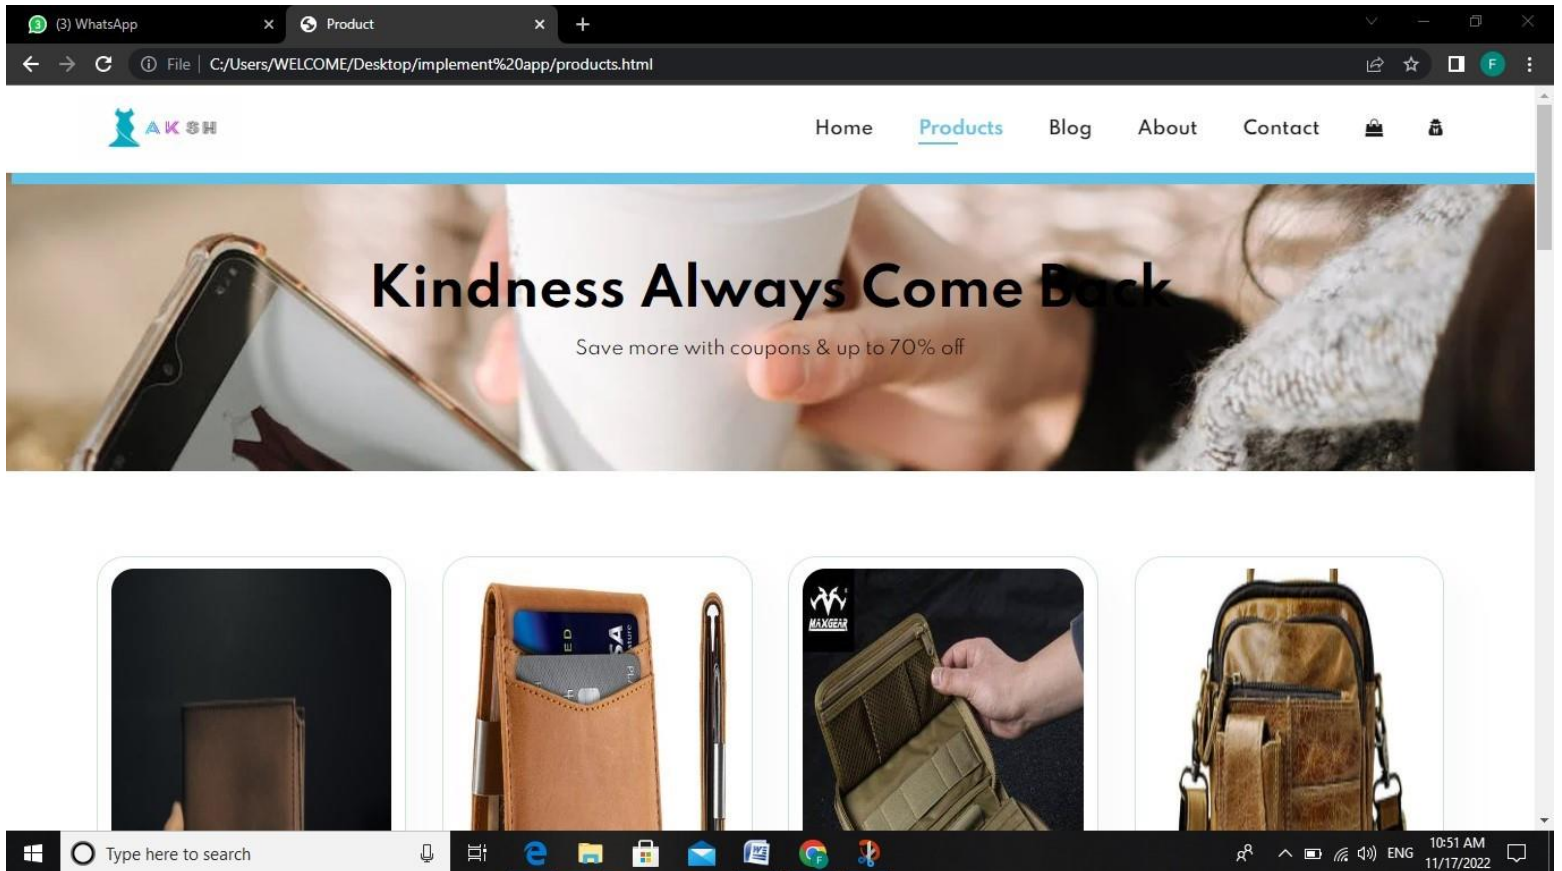 3 (3) WhatsApp
Product
File | C:/Users/WELCOME/Desktop/implement%20app/products.html
F
AKSH
Home Products Blog About Contact
Kindness Always Come Back
Save more with coupons & up to 70% off
MAXGEAR
VISA
Type here to search
ENG
10:51 AM
11/17/2022